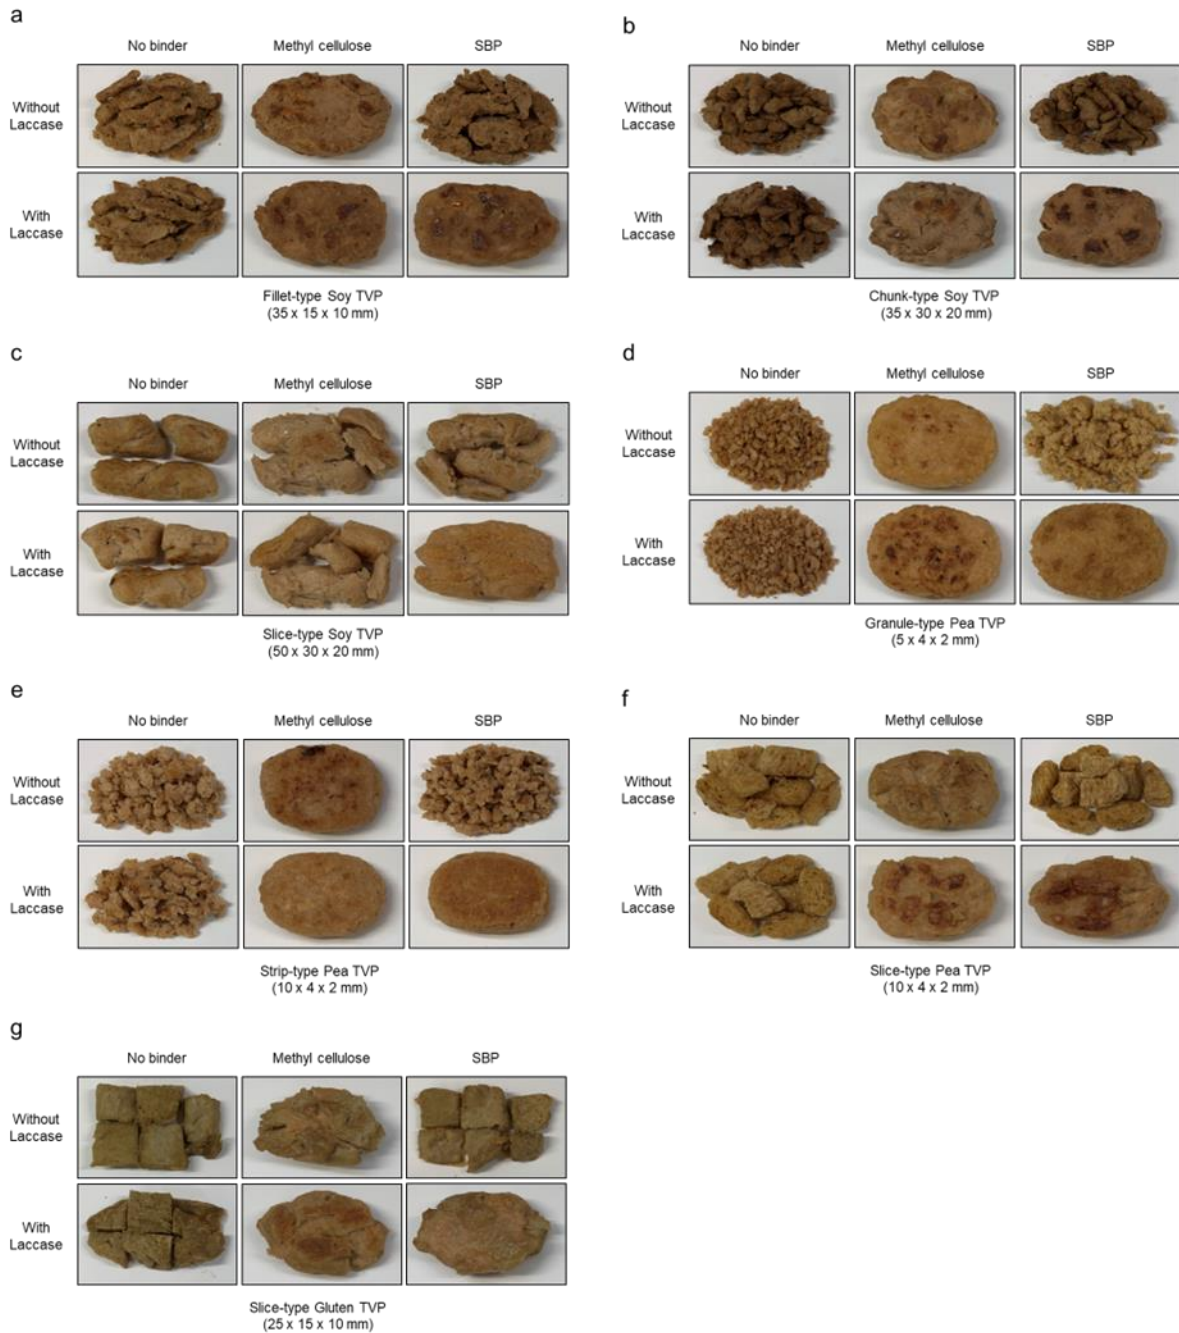 a
No binder Methyl cellulose SBP
Without
Laccase
With
Laccase
Fillet-type Soy TVP
(35 x 15 x 10 mm)
b
No binder Methyl cellulose SBP
Without
Laccase
With
Laccase
Chunk-type Soy TVP
(35 x 30 x 20 mm)
c
No binder Methyl cellulose SBP
Without
Laccase
With
Laccase
Slice-type Soy TVP
(50 x 30 x 20 mm)
d
No binder Methyl cellulose SBP
Without
Laccase
With
Laccase
Granule-type Pea TVP
(5 x 4 x 2 mm)
e
No binder Methyl cellulose SBP
Without
Laccase
With
Laccase
Strip-type Pea TVP
(10 x 4 x 2 mm)
f
No binder Methyl cellulose SBP
Without
Laccase
With
Laccase
Slice-type Pea TVP
(10 x 4 x 2 mm)
g
No binder Methyl cellulose SBP
Without
Laccase
With
Laccase
Slice-type Gluten TVP
(25 x 15 x 10 mm)